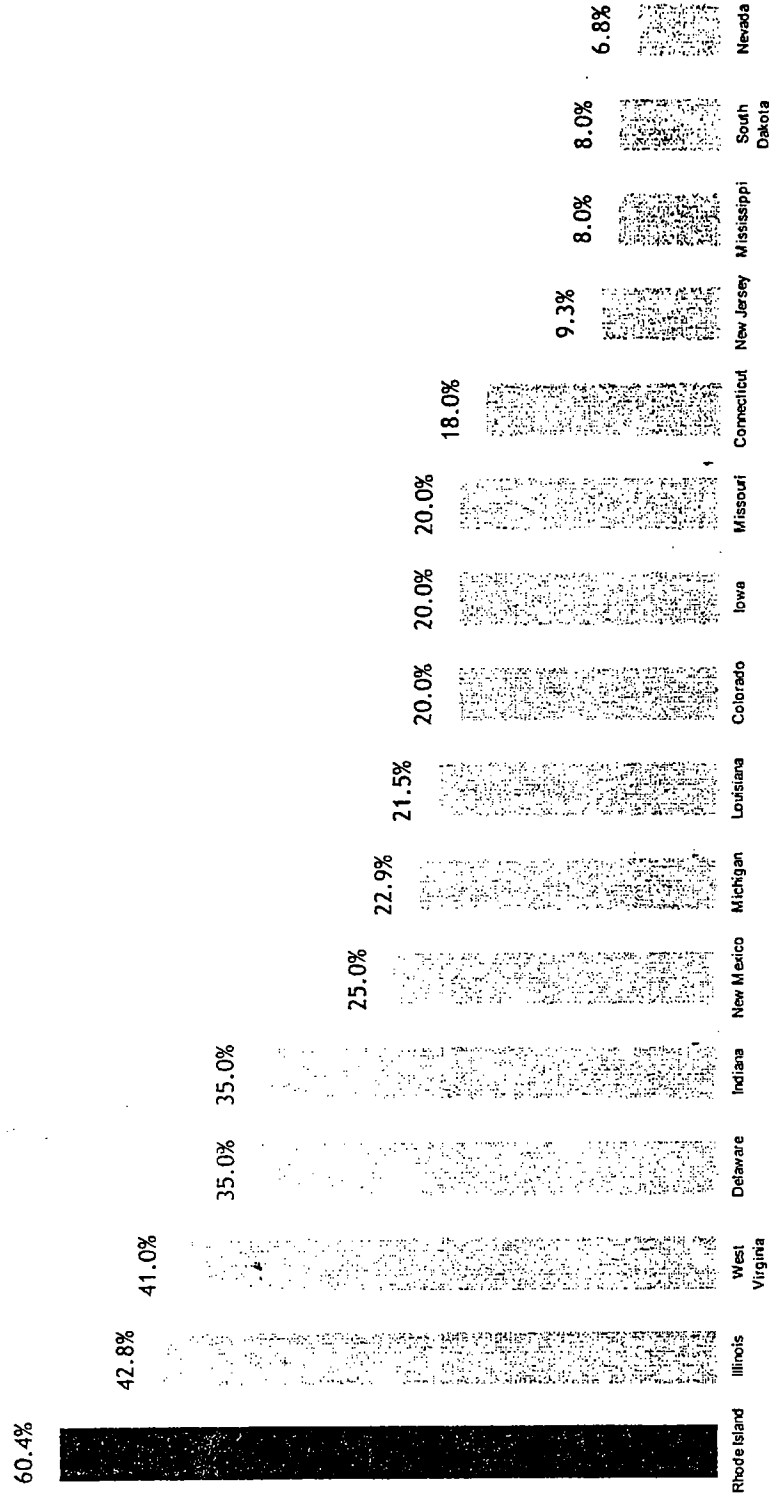 60.4%
42.8%
41.0%
35.0%
35.0%
25.0%
22.9%
21.5%
20.0%
20.0%
20.0%
18.0%
9.3%
8.0%
8.0%
6.8%
Rhode Island
Illinois
West
Virginia
Delaware
Indiana
New Mexico
Michigan
Louisiana
Colorado
Iowa
Missouri
Connecticut
New Jersey
Mississippi
South
Dakota
Nevada